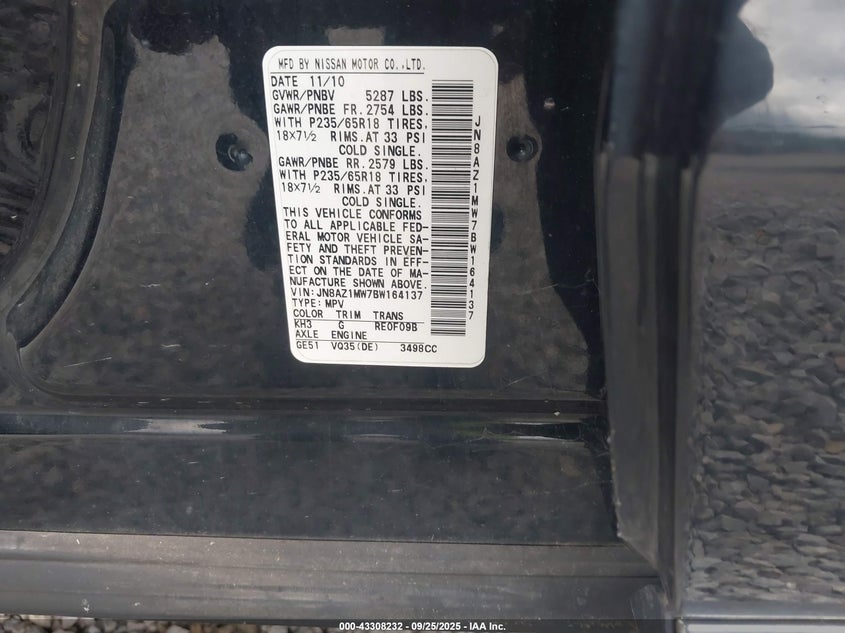 MFD BY NISSAN MOTOR CO.,LTD.
DATE 11/10
GVWR/PNBV 5287 LBS.
GAWR/PNBE FR. 2754 LBS.
WITH P235/65R18 TIRES,
18X7½ RIMS.AT 33 PSI
COLD SINGLE.
GAWR/PNBE RR. 2579 LBS.
WITH P235/65R18 TIRES,
18X7½ RIMS.AT 33 PSI
COLD SINGLE.
THIS VEHICLE CONFORMS
TO ALL APPLICABLE FED-
ERAL MOTOR VEHICLE SA-
FETY AND THEFT PREVEN-
TION STANDARDS IN EFF-
ECT ON THE DATE OF MA-
NUFACTURE SHOWN ABOVE.
VIN:JN8AZ1MW7BW164137
TYPE: MPV
COLOR TRIM TRANS
KH3 G RE0F09B
AXLE ENGINE
GE51 VQ35(DE) 3498CC
JN8AZ1MW7BW164137
000-43308232 - 09/25/2025 - IAA Inc.